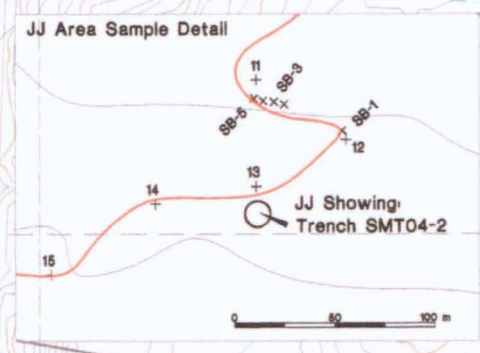 JJ Area Sample Detail
11
SB-3
SB-5
SB-1
12
13
14
JJ Showing:
Trench SMT04-2
15
0 50 100 m